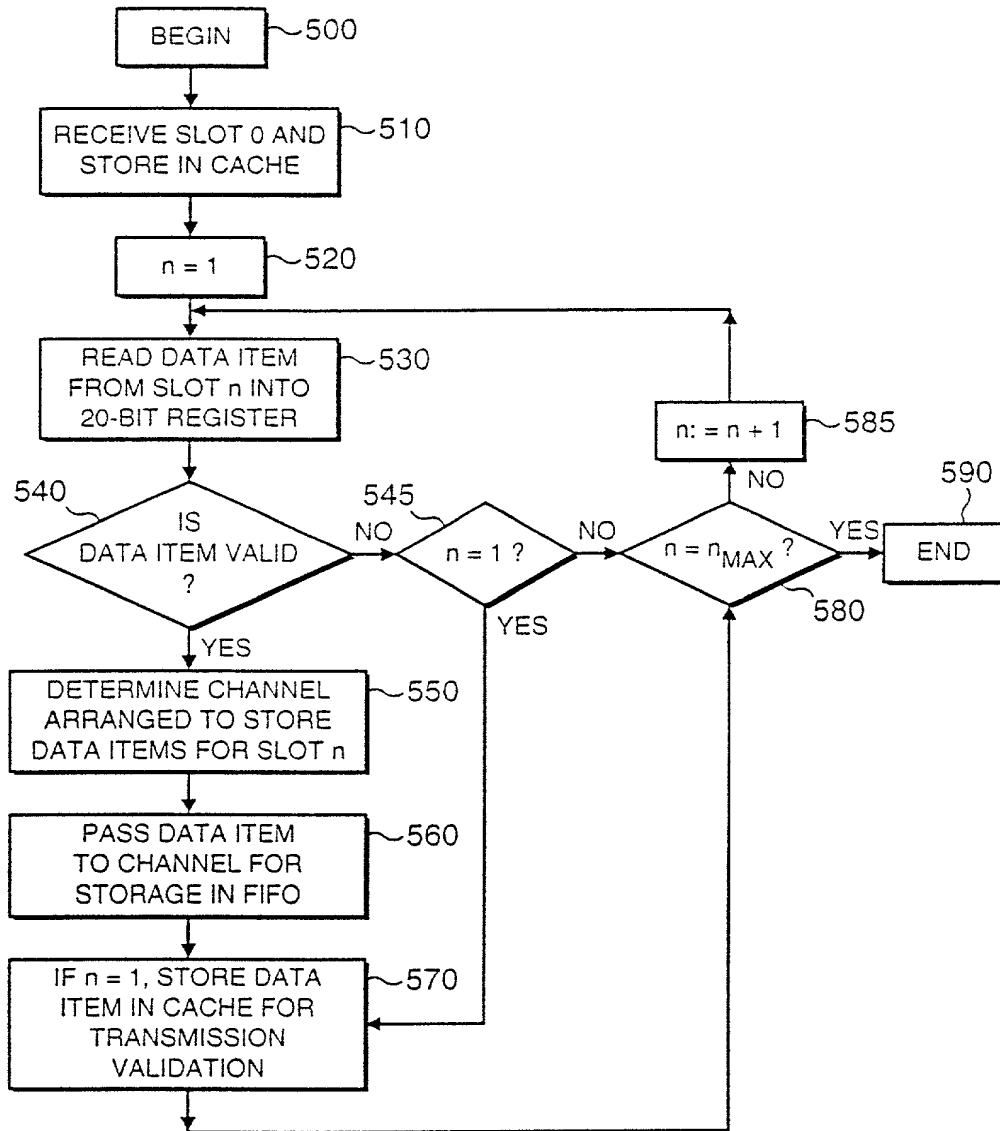 BEGIN
500
RECEIVE SLOT 0 AND
STORE IN CACHE
510
n = 1
520
READ DATA ITEM
FROM SLOT n INTO
20-BIT REGISTER
530
n: = n + 1
585
NO
540
IS
DATA ITEM VALID
?
NO
545
n = 1 ?
NO
n = nMAX ?
580
YES
590
END
YES
YES
DETERMINE CHANNEL
ARRANGED TO STORE
DATA ITEMS FOR SLOT n
550
PASS DATA ITEM
TO CHANNEL FOR
STORAGE IN FIFO
560
IF n = 1, STORE DATA
ITEM IN CACHE FOR
TRANSMISSION
VALIDATION
570